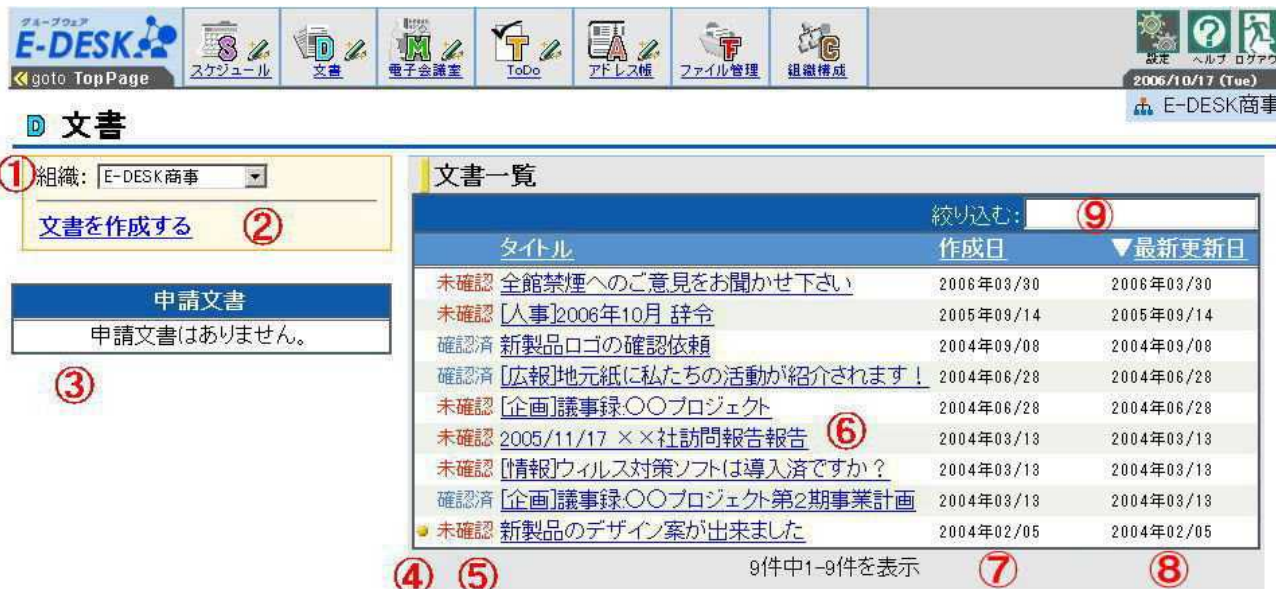 グループウェア
E-DESK
goto TopPage
スケジュール
文書
電子会議室
ToDo
アドレス帳
ファイル管理
組織構成
設定
ヘルプ
ログアウ
2006/10/17 (Tue)
E-DESK商事
D 文書
① 組織: E-DESK商事
文書を作成する ②
申請文書
申請文書はありません。
③
文書一覧
絞り込む: ⑨
タイトル 作成日 ▼最新更新日
未確認 全館禁煙へのご意見をお聞かせ下さい 2006年03/30 2006年03/30
未確認 [人事]2006年10月 辞令 2005年09/14 2005年09/14
確認済 新製品ロゴの確認依頼 2004年09/08 2004年09/08
確認済 [広報]地元紙に私たちの活動が紹介されます! 2004年06/28 2004年06/28
未確認 [企画]議事録:〇〇プロジェクト 2004年06/28 2004年06/28
未確認 2005/11/17 ××社訪問報告報告 ⑥ 2004年03/13 2004年03/13
未確認 [情報]ウィルス対策ソフトは導入済ですか? 2004年03/13 2004年03/13
確認済 [企画]議事録:〇〇プロジェクト第2期事業計画 2004年03/13 2004年03/13
未確認 新製品のデザイン案が出来ました 2004年02/05 2004年02/05
④ ⑤ 9件中1-9件を表示 ⑦ ⑧